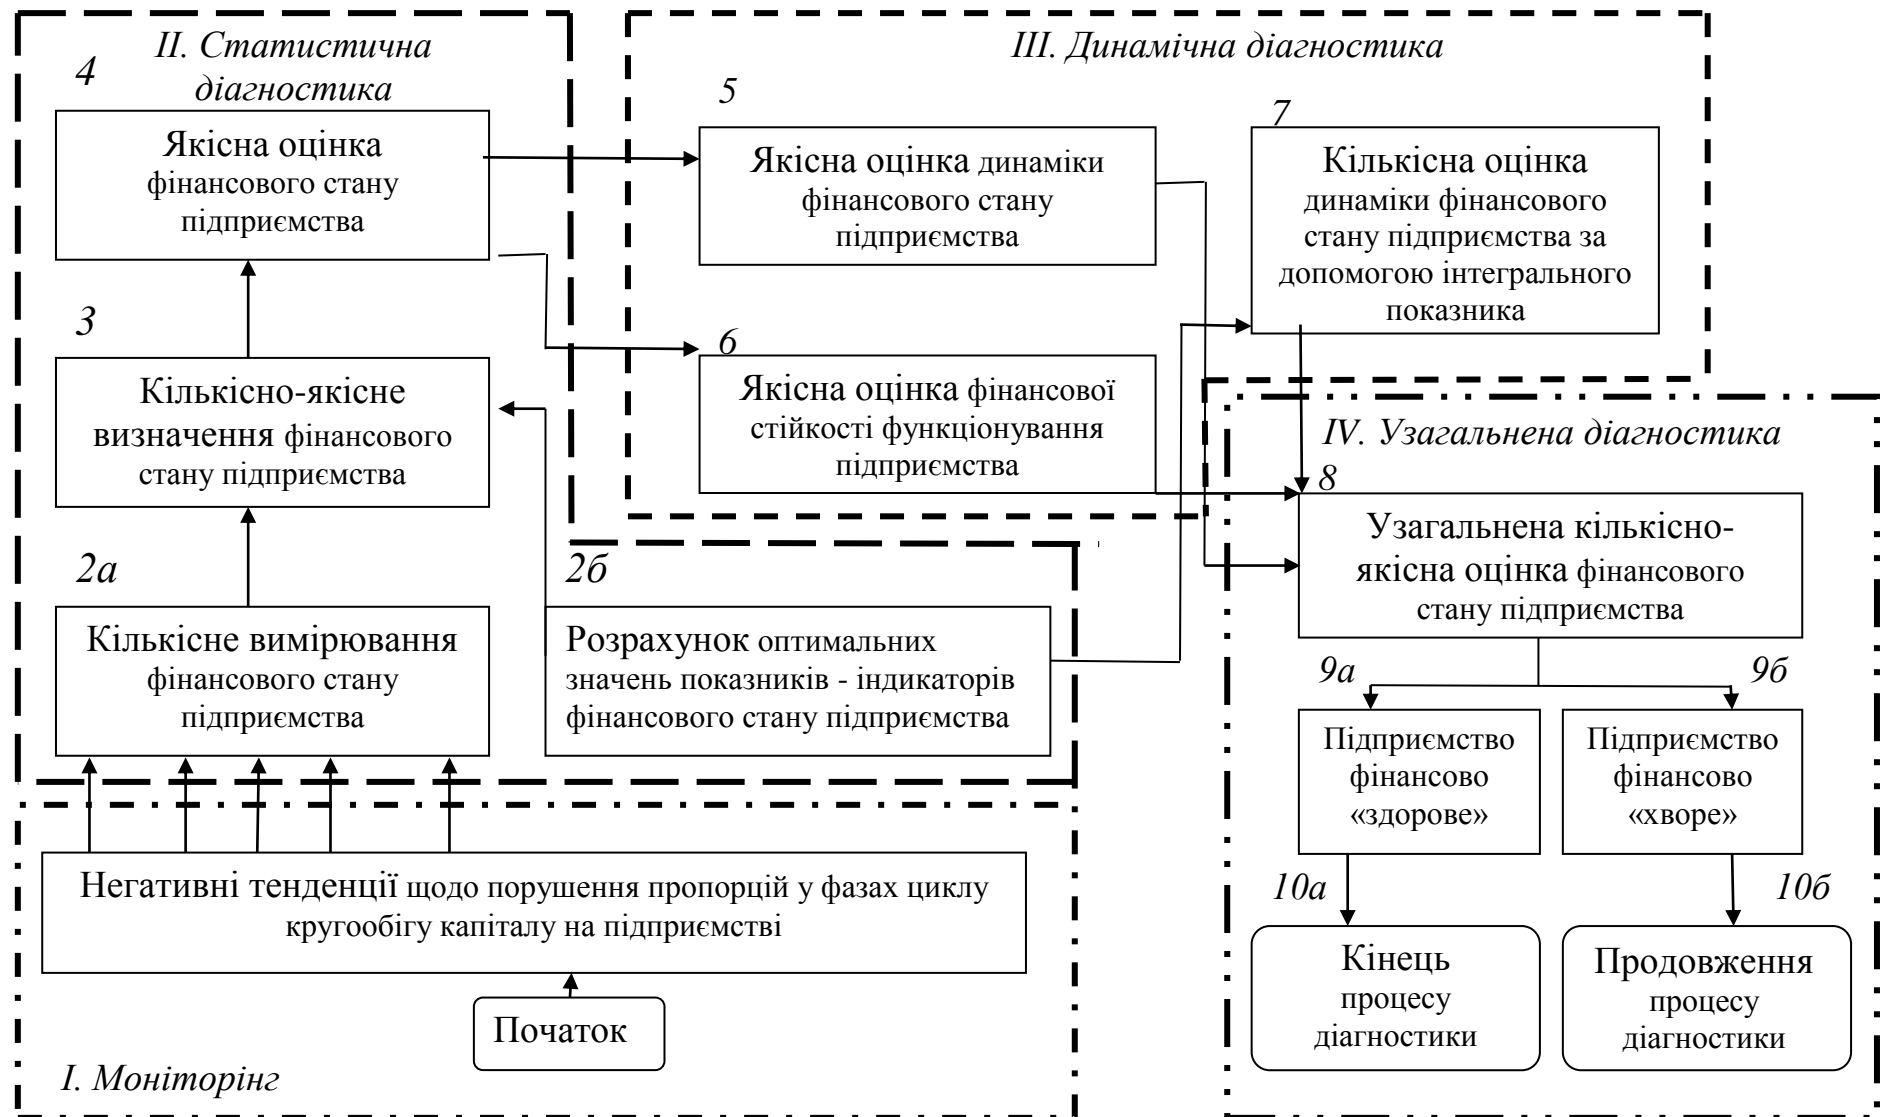 II. Статистична
діагностика
4
Якісна оцінка
фінансового стану
підприємства
3
Кількісно-якісне
визначення фінансового
стану підприємства
2а
Кількісне вимірювання
фінансового стану
підприємства
2б
Розрахунок оптимальних
значень показників - індикаторів
фінансового стану підприємства
III. Динамічна діагностика
5
Якісна оцінка динаміки
фінансового стану
підприємства
6
Якісна оцінка фінансової
стійкості функціонування
підприємства
7
Кількісна оцінка
динаміки фінансового
стану підприємства за
допомогою інтегрального
показника
IV. Узагальнена діагностика
8
Узагальнена кількісно-
якісна оцінка фінансового
стану підприємства
9а
Підприємство
фінансово
«здорове»
9б
Підприємство
фінансово
«хворе»
10а
Кінець
процесу
діагностики
10б
Продовження
процесу
діагностики
Негативні тенденції щодо порушення пропорцій у фазах циклу
кругообігу капіталу на підприємстві
Початок
I. Моніторінг